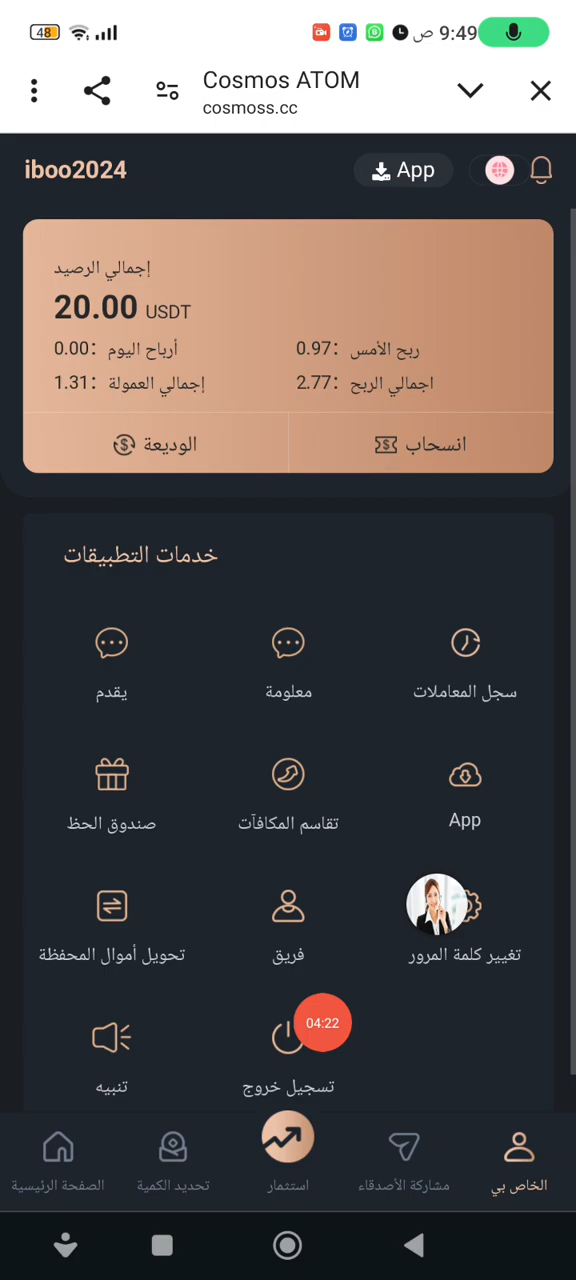 48
ص 9:49
Cosmos ATOM
cosmoss.cc
iboo2024
App
إجمالي الرصيد
20.00 USDT
ربح الأمس :0.97
أرباح اليوم :0.00
اجمالي الربح :2.77
إجمالي العمولة :1.31
انسحاب
الوديعة
خدمات التطبيقات
سجل المعاملات
معلومة
يقدم
App
تقاسم المكافآت
صندوق الحظ
تغيير كلمة المرور
فريق
تحويل أموال المحفظة
04:22
تسجيل خروج
تنبيه
الخاص بي
مشاركة الأصدقاء
استثمار
تحديد الكمية
الصفحة الرئيسية